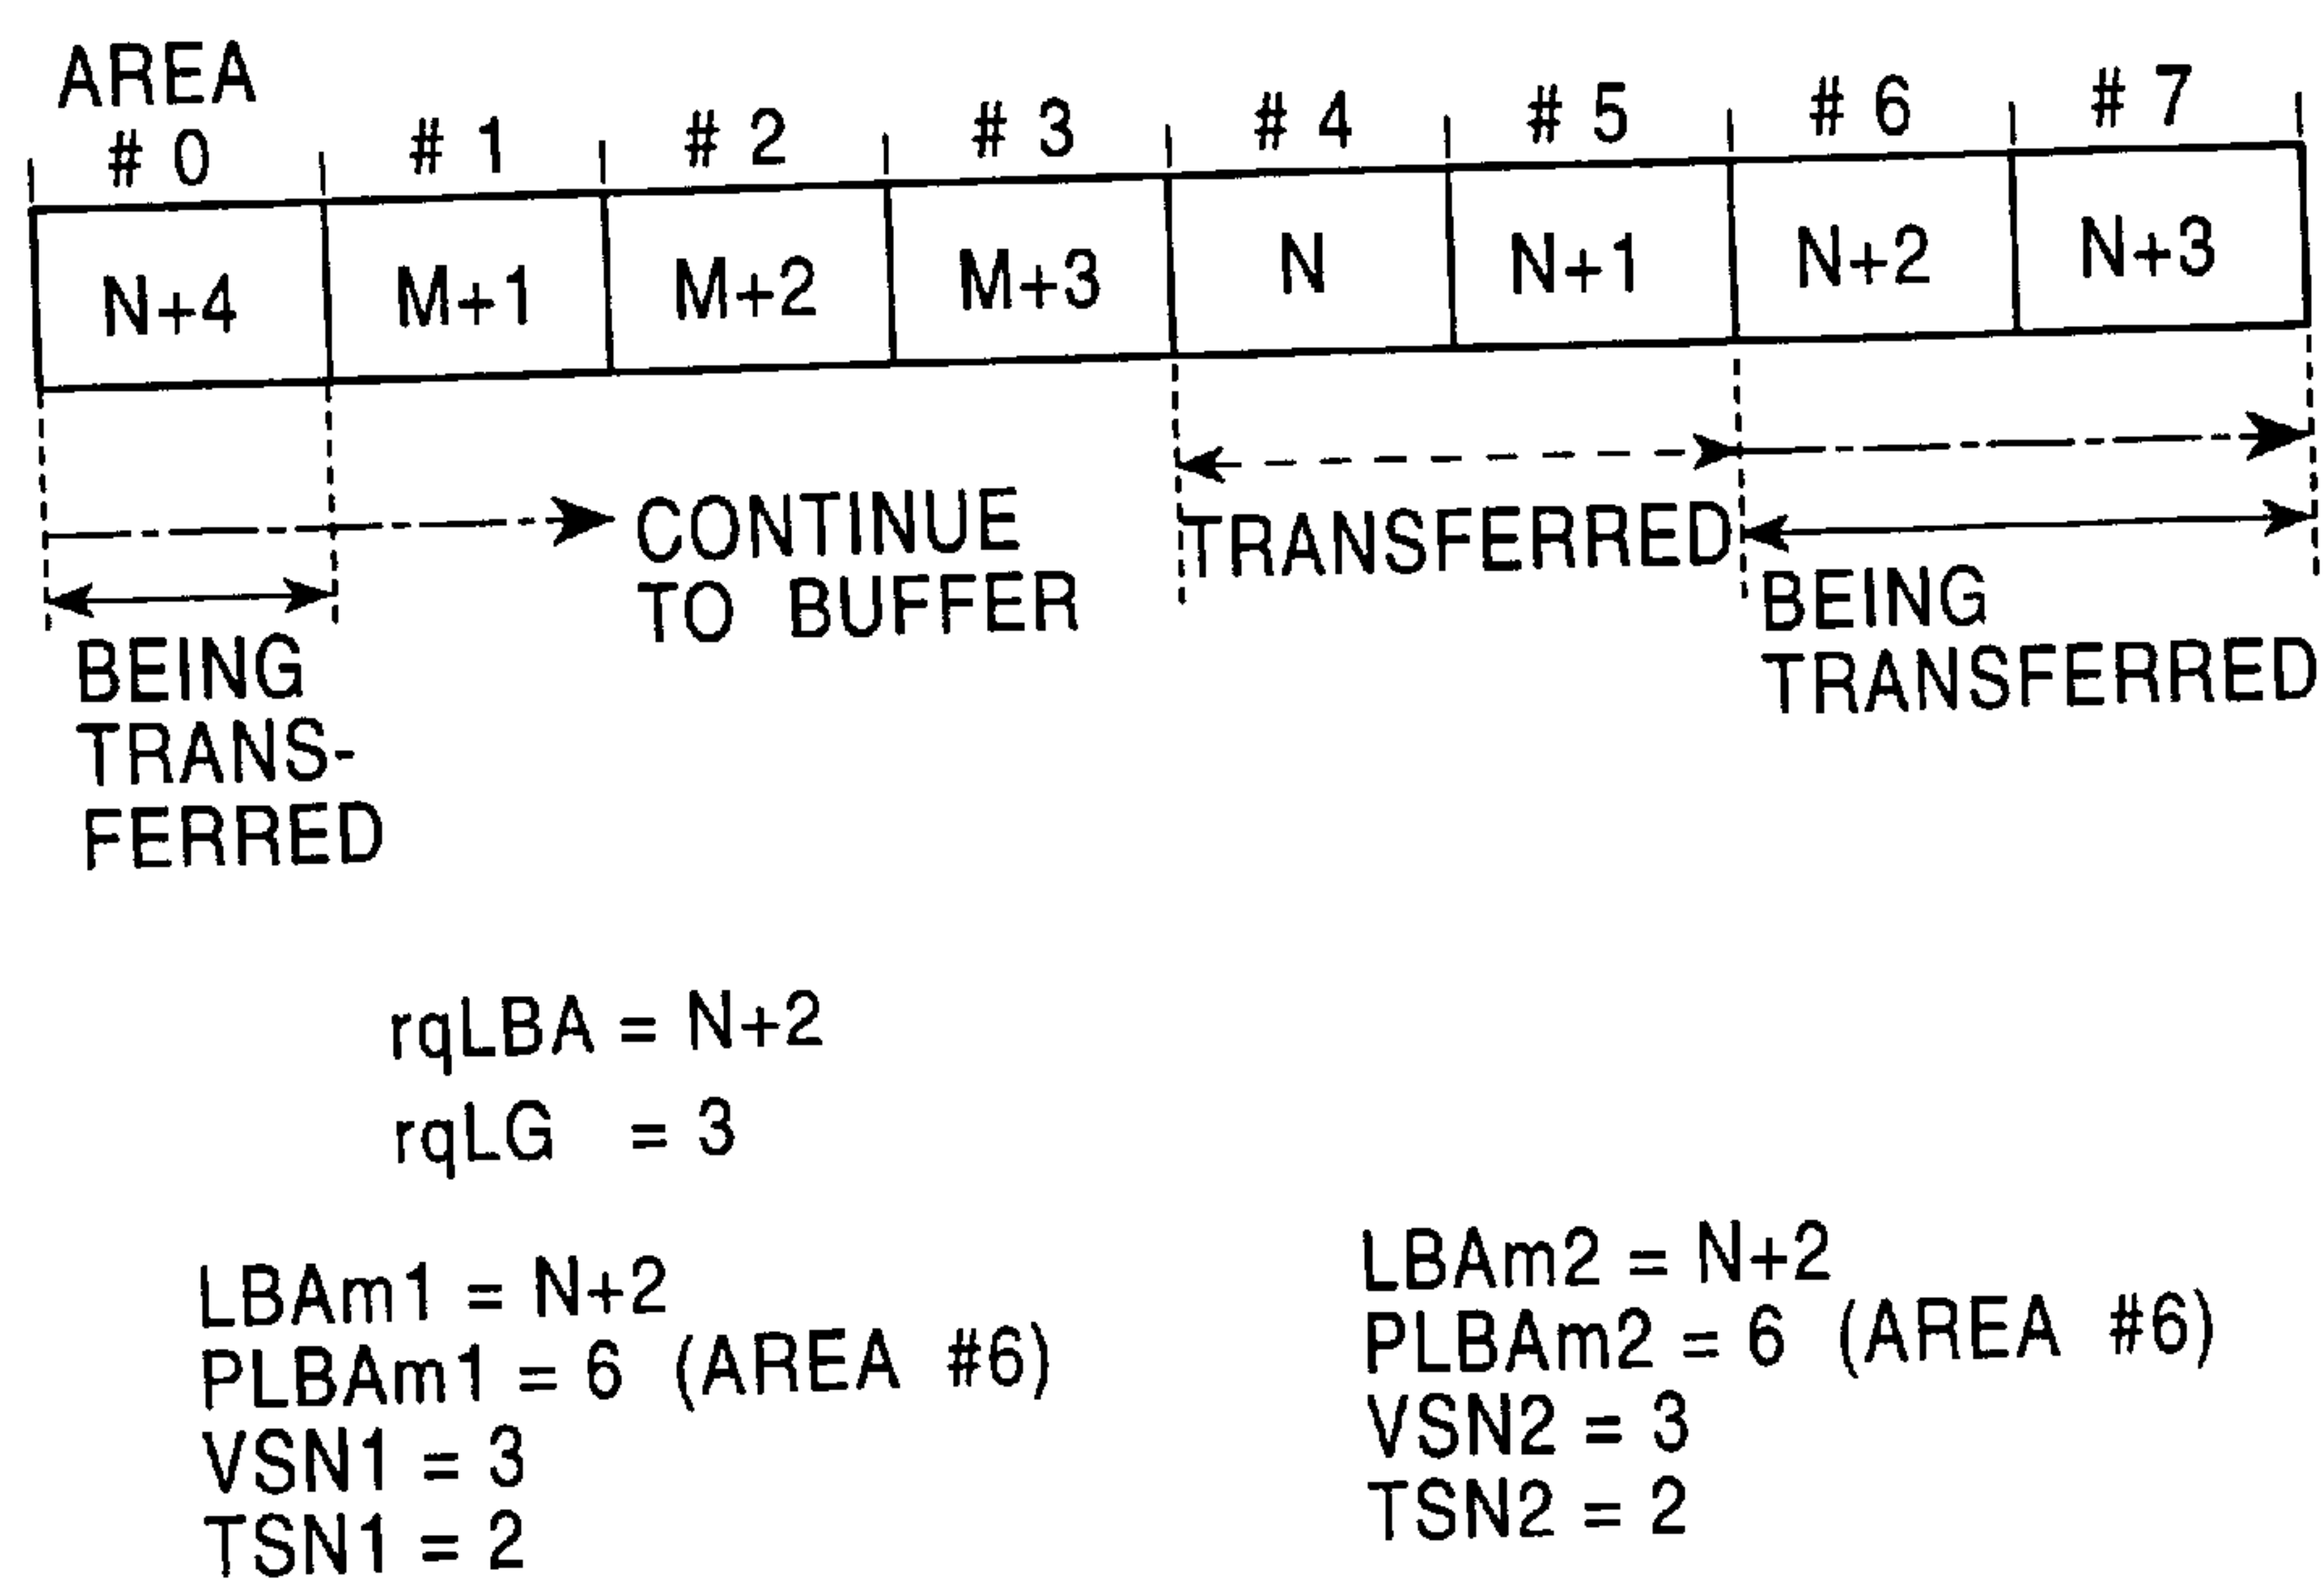 AREA
# 0 # 1 # 2 # 3 # 4 # 5 # 6 # 7
N+4 M+1 M+2 M+3 N N+1 N+2 N+3
CONTINUE
TO BUFFER
TRANSFERRED
BEING
TRANSFERRED
BEING
TRANS-
FERRED
rqLBA = N+2
rqLG = 3
LBAm1 = N+2
PLBAm1 = 6 (AREA #6)
VSN1 = 3
TSN1 = 2
LBAm2 = N+2
PLBAm2 = 6 (AREA #6)
VSN2 = 3
TSN2 = 2